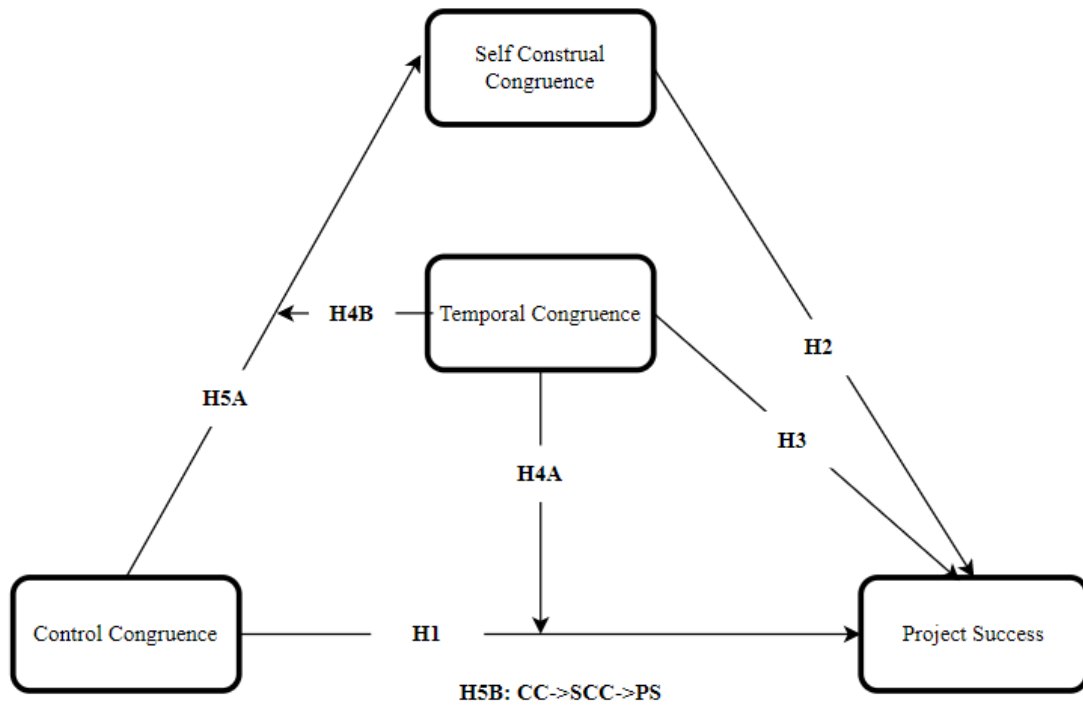 Self Construal
Congruence
H4B
Temporal Congruence
H2
H5A
H3
H4A
Control Congruence
H1
Project Success
H5B: CC->SCC->PS